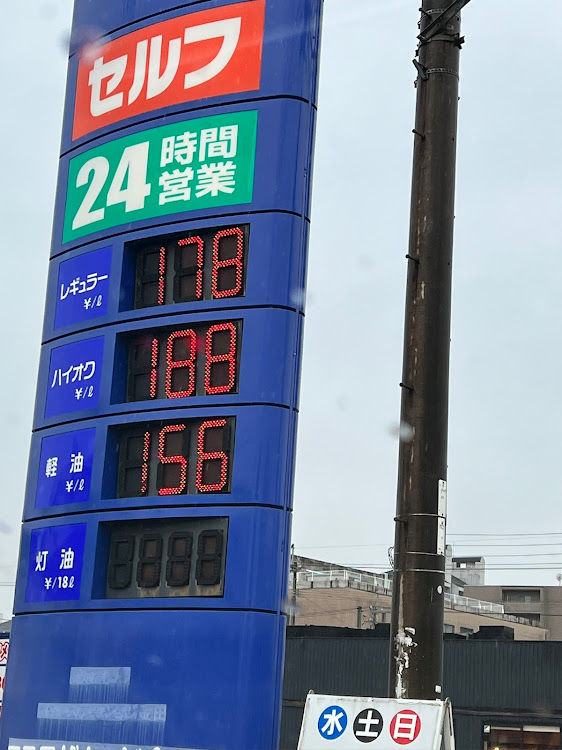 セルフ
24時間
営業
レギュラー
¥/ℓ
178
ハイオク
¥/ℓ
188
軽油
¥/ℓ
156
灯油
¥/18ℓ
水土日